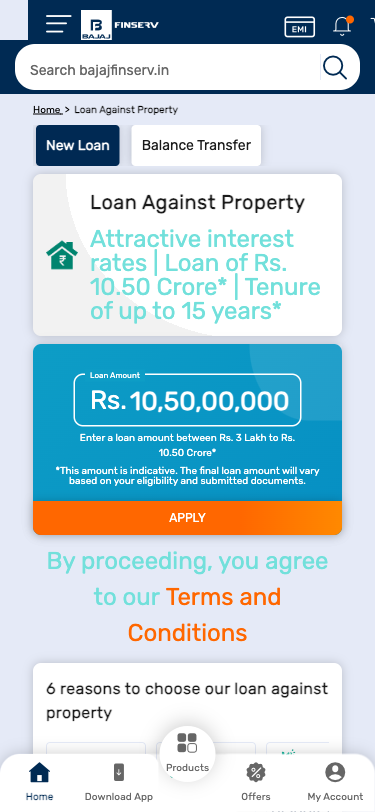 BAJAJ
FINSERV
EMI
Search bajajfinserv.in
Home > Loan Against Property
New Loan
Balance Transfer
Loan Against Property
Attractive interest
rates | Loan of Rs.
10.50 Crore* | Tenure
of up to 15 years*
Loan Amount
Rs. 10,50,00,000
Enter a loan amount between Rs. 3 Lakh to Rs.
10.50 Crore*
*This amount is indicative. The final loan amount will vary
based on your eligibility and submitted documents.
APPLY
By proceeding, you agree
to our Terms and
Conditions
6 reasons to choose our loan against
property
Products
Home
Download App
Offers
My Account